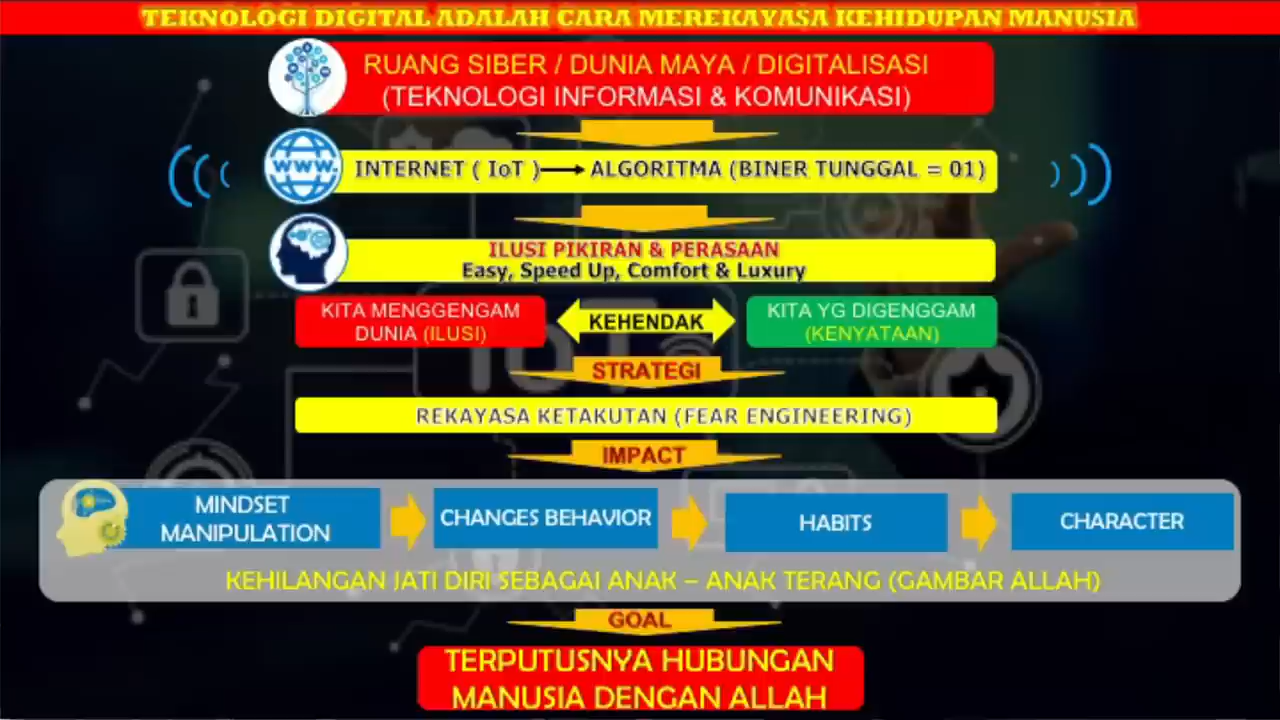 TEKNOLOGI DIGITAL ADALAH CARA MEREKAYASA KEHIDUPAN MANUSIA
RUANG SIBER / DUNIA MAYA / DIGITALISASI
(TEKNOLOGI INFORMASI & KOMUNIKASI)
WWW.
INTERNET ( IoT ) → ALGORITMA (BINER TUNGGAL = 01)
ILUSI PIKIRAN & PERASAAN
Easy, Speed Up, Comfort & Luxury
KITA MENGGENGAM
DUNIA (ILUSI)
KEHENDAK
KITA YG DIGENGGAM
(KENYATAAN)
IOT
STRATEGI
REKAYASA KETAKUTAN (FEAR ENGINEERING)
IMPACT
MINDSET
MANIPULATION
CHANGES BEHAVIOR
HABITS
CHARACTER
KEHILANGAN JATI DIRI SEBAGAI ANAK – ANAK TERANG (GAMBAR ALLAH)
GOAL
TERPUTUSNYA HUBUNGAN
MANUSIA DENGAN ALLAH